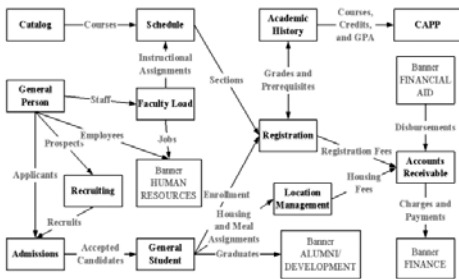 Catalog
Courses
Schedule
Academic
History
Courses,
Credits,
and GPA
CAPP
Instructional
Assignments
Sections
Grades and
Prerequisites
Banner
FINANCIAL
AID
General
Person
Staff
Faculty Load
Prospects
Employees
Jobs
Registration
Disbursements
Applicants
Recruiting
Banner
HUMAN
RESOURCES
Registration Fees
Accounts
Receivable
Enrollment
Housing
and Meal
Assignments
Location
Management
Housing
Fees
Recruits
Charges and
Payments
Admissions
Accepted
Candidates
General
Student
Graduates
Banner
ALUMNI/
DEVELOPMENT
Banner
FINANCE